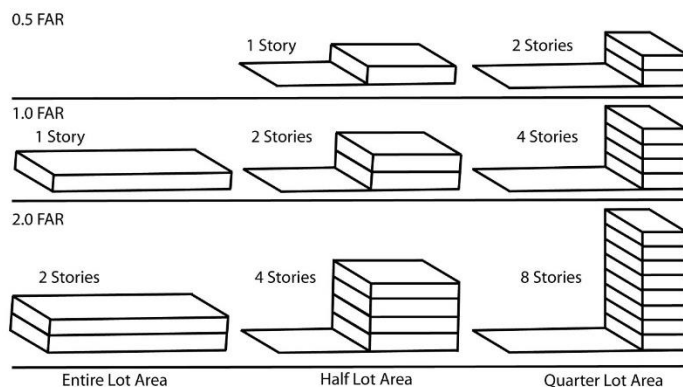 0.5 FAR
1 Story
2 Stories
1.0 FAR
1 Story
2 Stories
4 Stories
2.0 FAR
2 Stories
4 Stories
8 Stories
Entire Lot Area
Half Lot Area
Quarter Lot Area